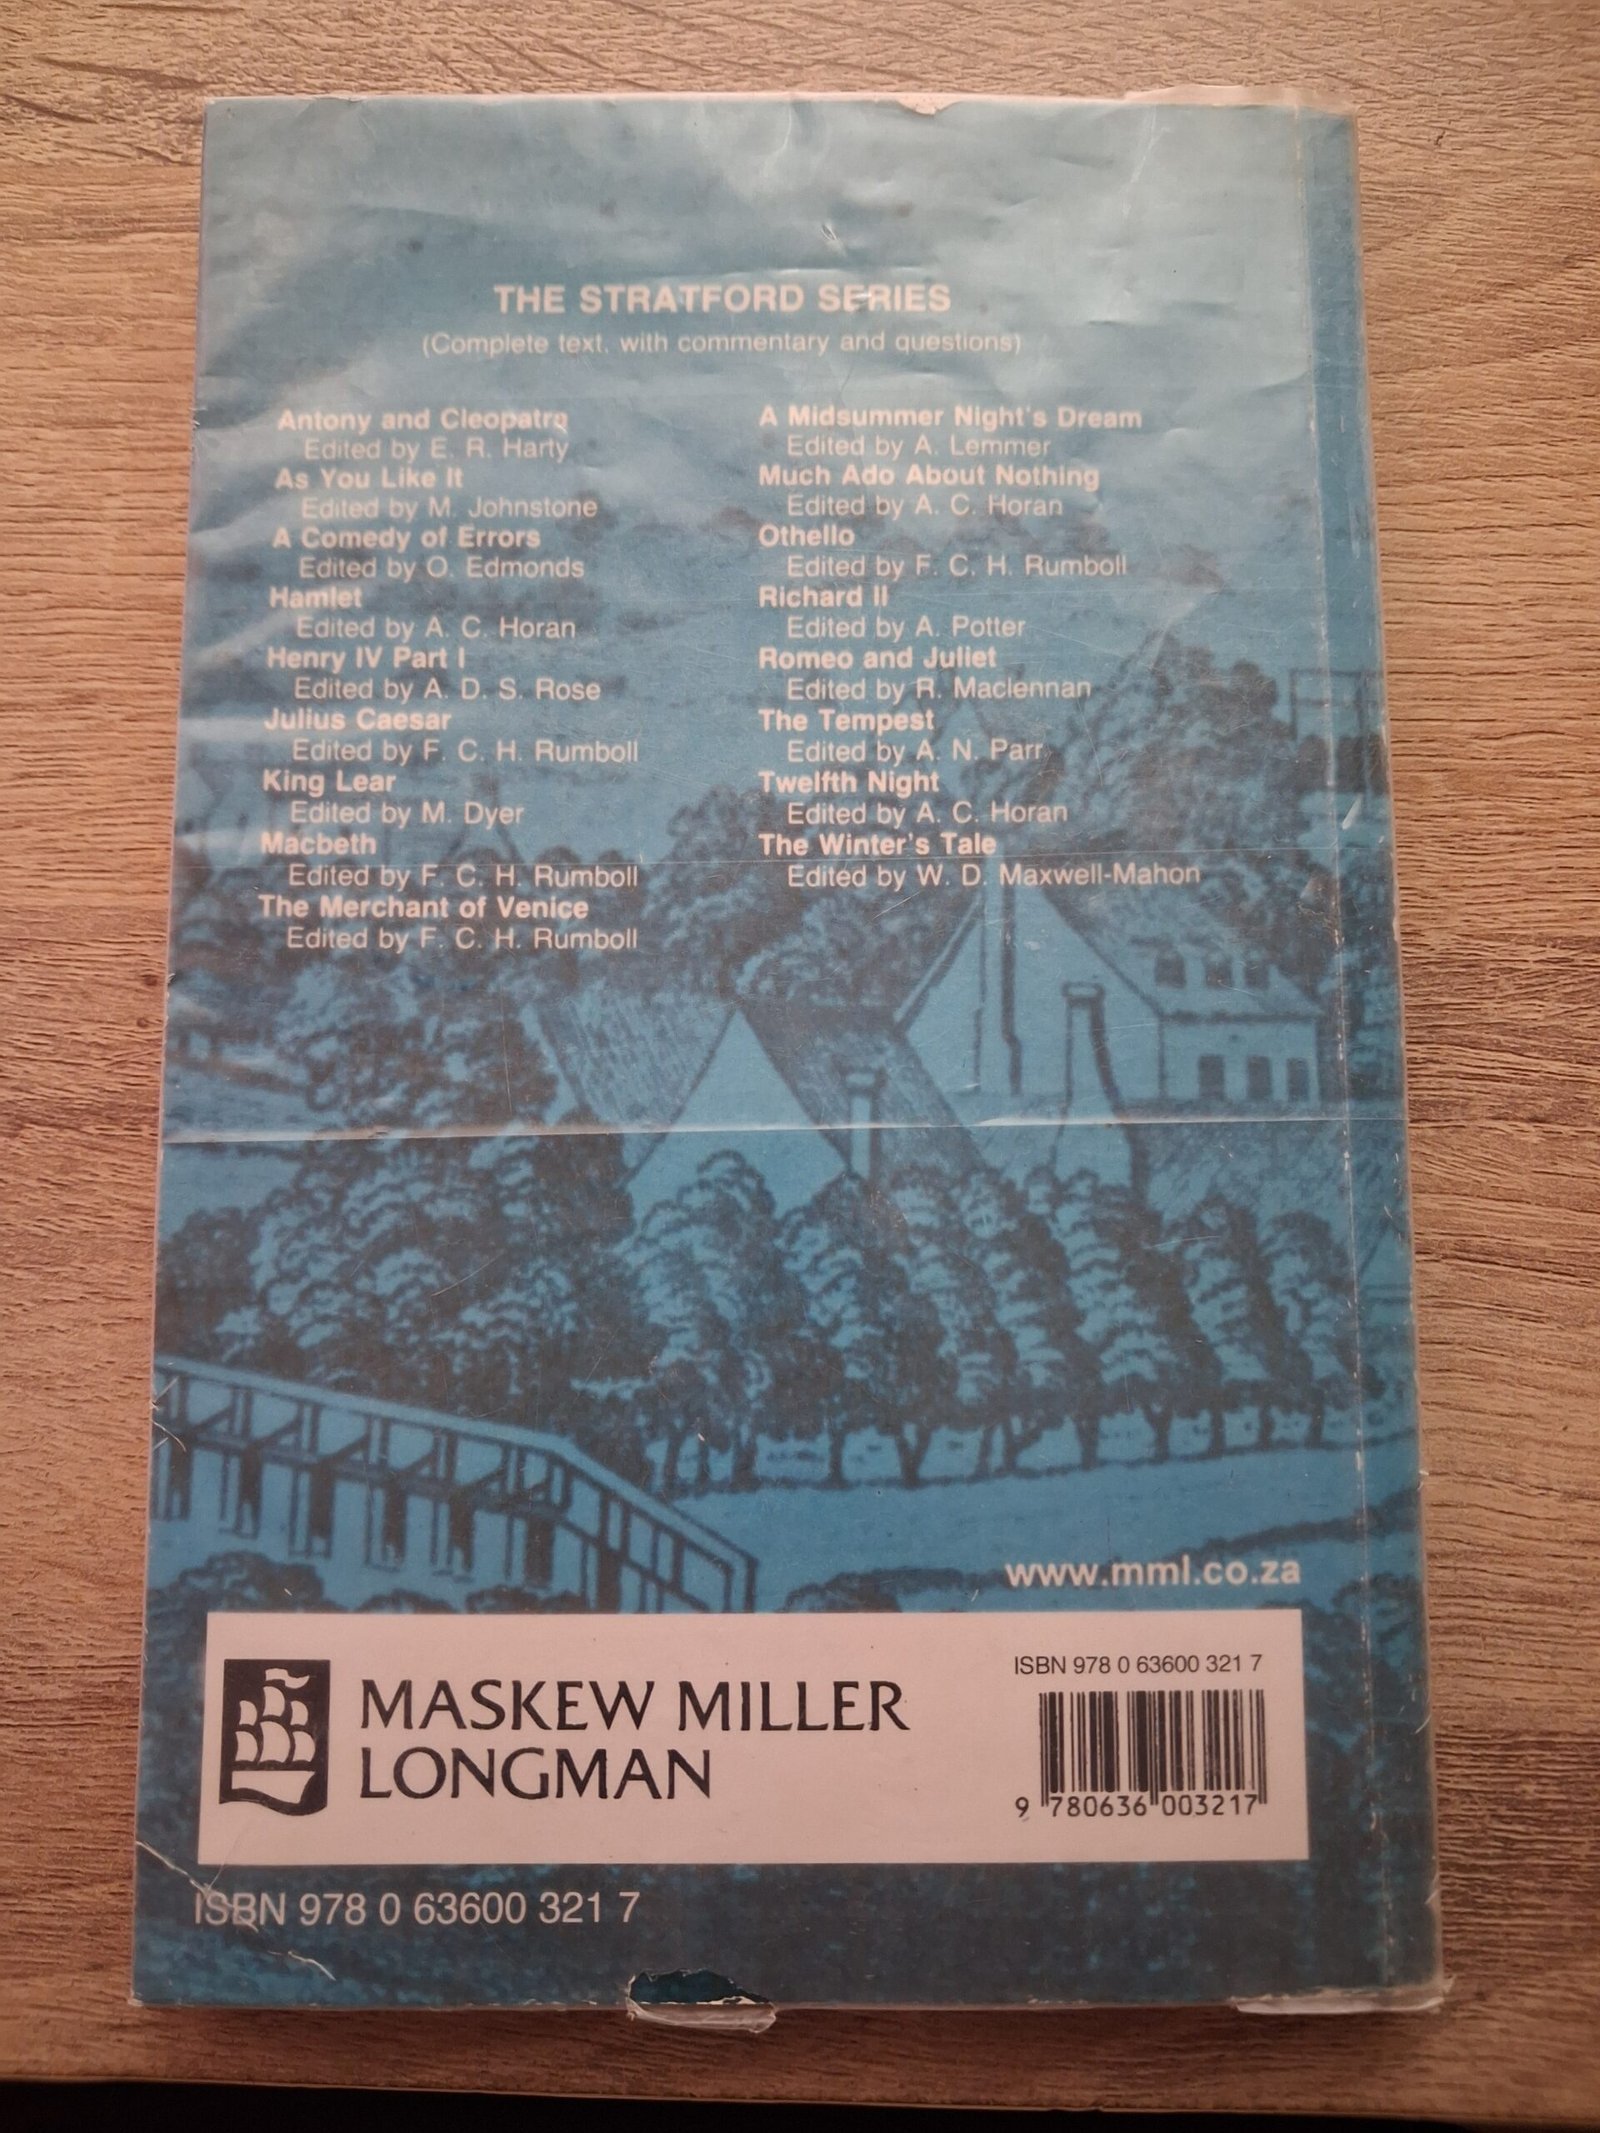 THE STRATFORD SERIES
(Complete text, with commentary and questions)
Antony and Cleopatra
Edited by E. R. Harty
As You Like It
Edited by M. Johnstone
A Comedy of Errors
Edited by O. Edmonds
Hamlet
Edited by A. C. Horan
Henry IV Part I
Edited by A. D. S. Rose
Julius Caesar
Edited by F. C. H. Rumboll
King Lear
Edited by M. Dyer
Macbeth
Edited by F. C. H. Rumboll
The Merchant of Venice
Edited by F. C. H. Rumboll
A Midsummer Night's Dream
Edited by A. Lemmer
Much Ado About Nothing
Edited by A. C. Horan
Othello
Edited by F. C. H. Rumboll
Richard II
Edited by A. Potter
Romeo and Juliet
Edited by R. Maclennan
The Tempest
Edited by A. N. Parr
Twelfth Night
Edited by A. C. Horan
The Winter's Tale
Edited by W. D. Maxwell-Mahon
www.mml.co.za
MASKEW MILLER
LONGMAN
ISBN 978 0 63600 321 7
9 780636 003217
ISBN 978 0 63600 321 7